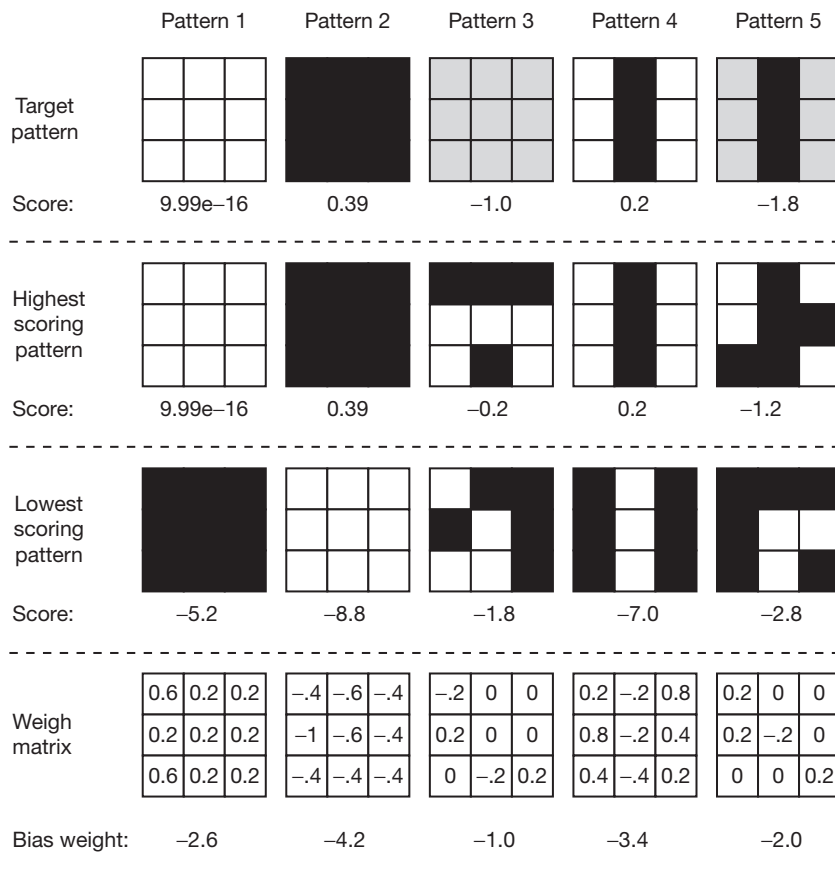 Pattern 1 Pattern 2 Pattern 3 Pattern 4 Pattern 5
Target
pattern
Score: 9.99e−16 0.39 −1.0 0.2 −1.8
Highest
scoring
pattern
Score: 9.99e−16 0.39 −0.2 0.2 −1.2
Lowest
scoring
pattern
Score: −5.2 −8.8 −1.8 −7.0 −2.8
Weigh
matrix
0.6 0.2 0.2 −.4 −.6 −.4 −.2 0 0 0.2 −.2 0.8 0.2 0 0
0.2 0.2 0.2 −1 −.6 −.4 0.2 0 0 0.8 −.2 0.4 0.2 −.2 0
0.6 0.2 0.2 −.4 −.4 −.4 0 −.2 0.2 0.4 −.4 0.2 0 0 0.2
Bias weight: −2.6 −4.2 −1.0 −3.4 −2.0